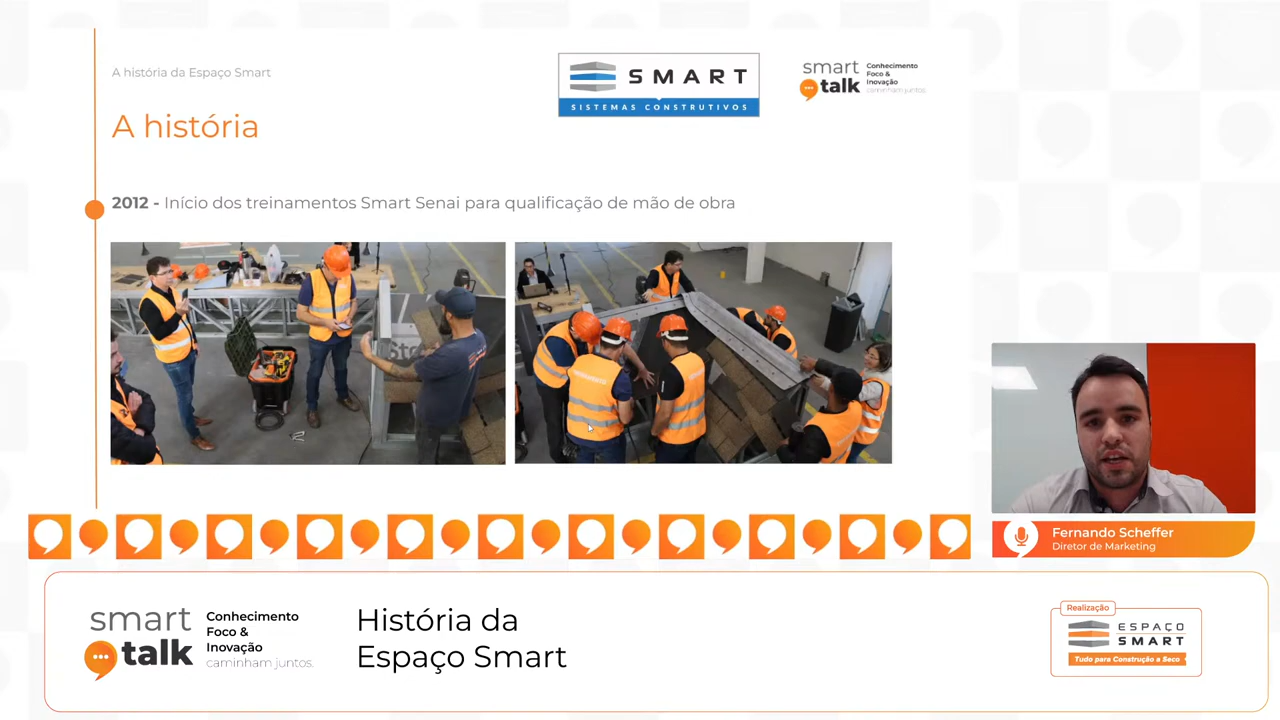 A história da Espaço Smart
SMART
SISTEMAS CONSTRUTIVOS
smart
talk
Conhecimento
Foco &
Inovação
caminham juntos.
A história
2012 - Início dos treinamentos Smart Senai para qualificação de mão de obra
Fernando Scheffer
Diretor de Marketing
smart
talk
Conhecimento
Foco &
Inovação
caminham juntos.
História da
Espaço Smart
Realização
ESPAÇO
SMART
Tudo para Construção a Seco